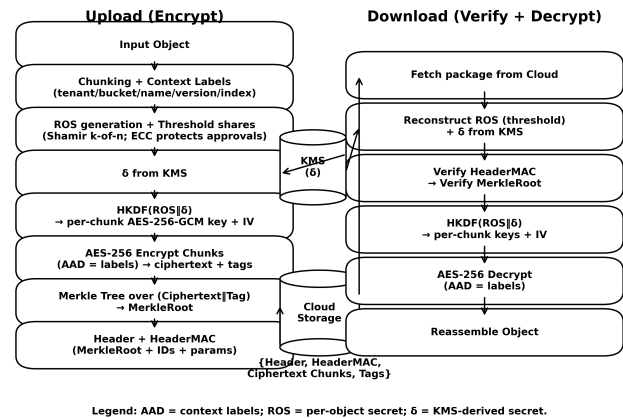 Upload (Encrypt)
Input Object
Chunking + Context Labels
(tenant/bucket/name/version/index)
ROS generation + Threshold shares
(Shamir k-of-n; ECC protects approvals)
δ from KMS
HKDF(ROS∥δ)
→ per-chunk AES-256-GCM key + IV
AES-256 Encrypt Chunks
(AAD = labels) → ciphertext + tags
Merkle Tree over (Ciphertext∥Tag)
→ MerkleRoot
Header + HeaderMAC
(MerkleRoot + IDs + params)
KMS
(δ)
Cloud
Storage
{Header, HeaderMAC,
Ciphertext Chunks, Tags}
Download (Verify + Decrypt)
Fetch package from Cloud
Reconstruct ROS (threshold)
+ δ from KMS
Verify HeaderMAC
→ Verify MerkleRoot
HKDF(ROS∥δ)
→ per-chunk keys + IV
AES-256 Decrypt
(AAD = labels)
Reassemble Object
Legend: AAD = context labels; ROS = per-object secret; δ = KMS-derived secret.